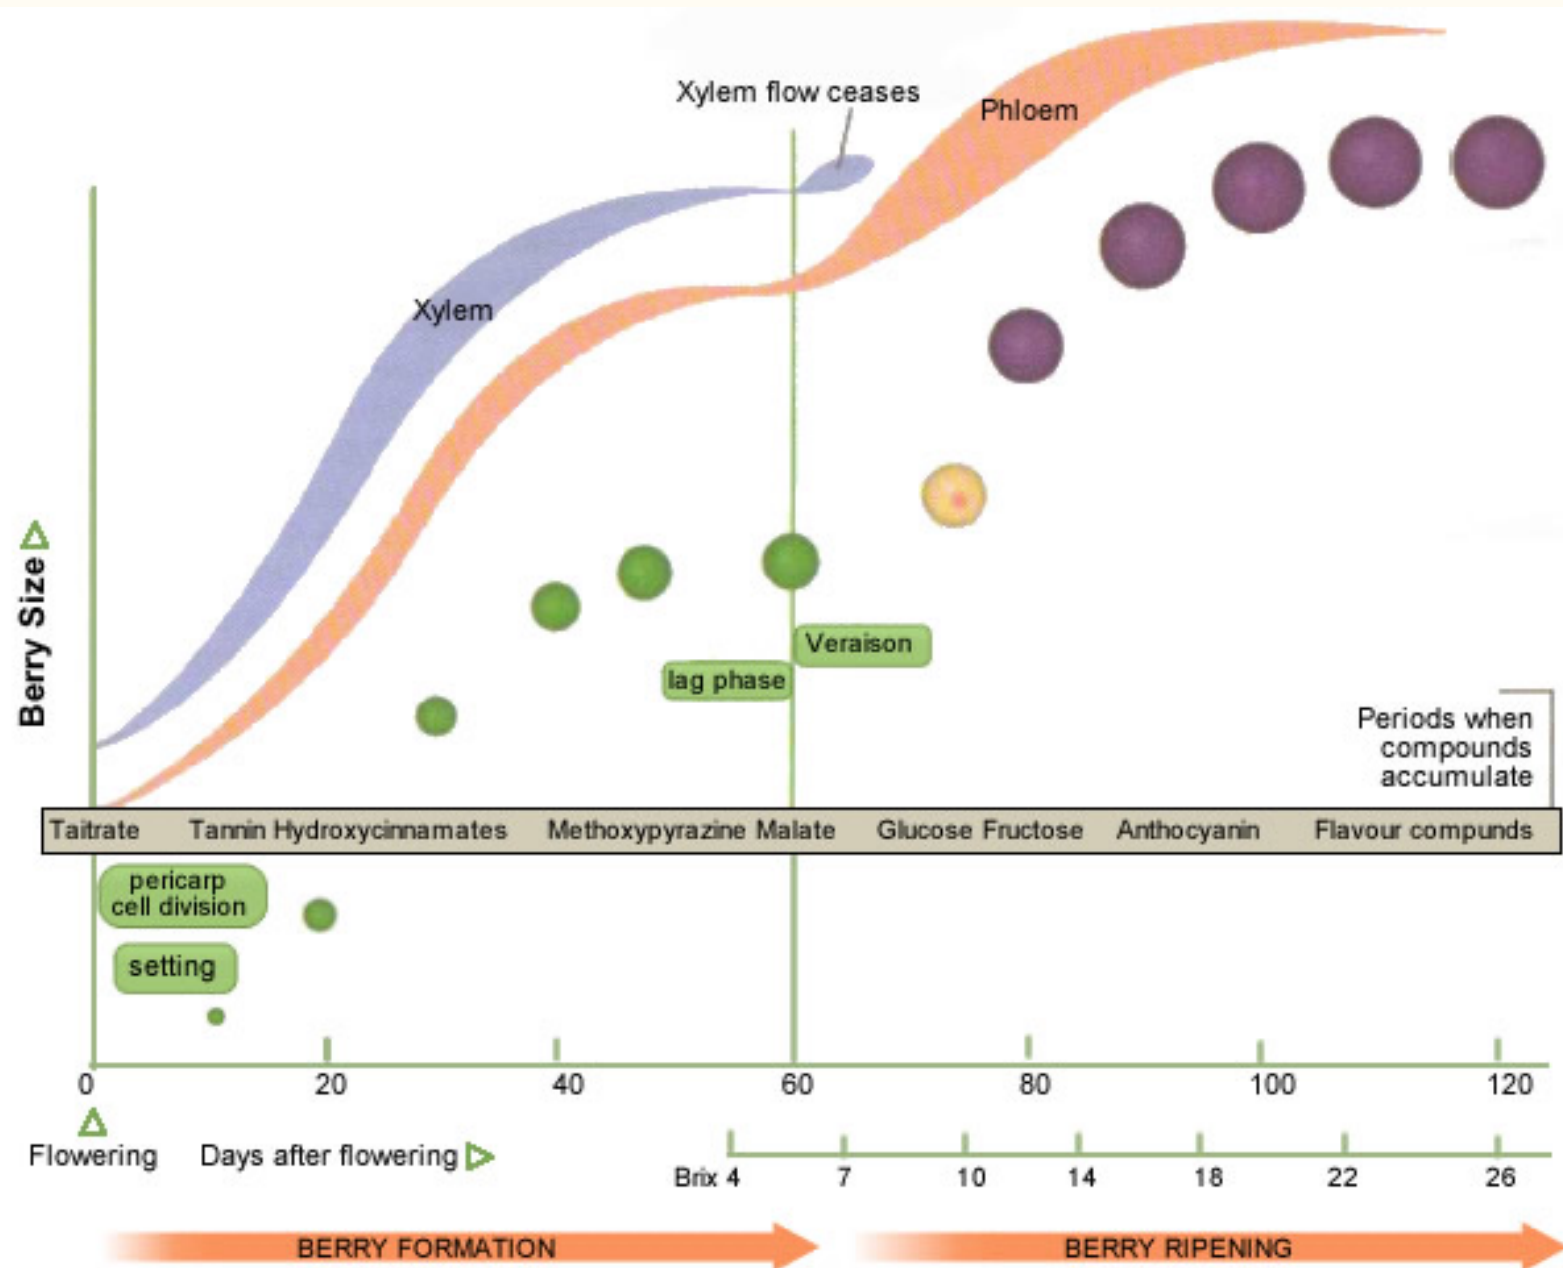 Xylem flow ceases
Phloem
Xylem
Berry Size
Veraison
lag phase
Periods when
compounds
accumulate
Taitrate Tannin Hydroxycinnamates Methoxypyrazine Malate Glucose Fructose Anthocyanin Flavour compunds
pericarp
cell division
setting
0 20 40 60 80 100 120
Flowering Days after flowering
Brix 4 7 10 14 18 22 26
BERRY FORMATION BERRY RIPENING